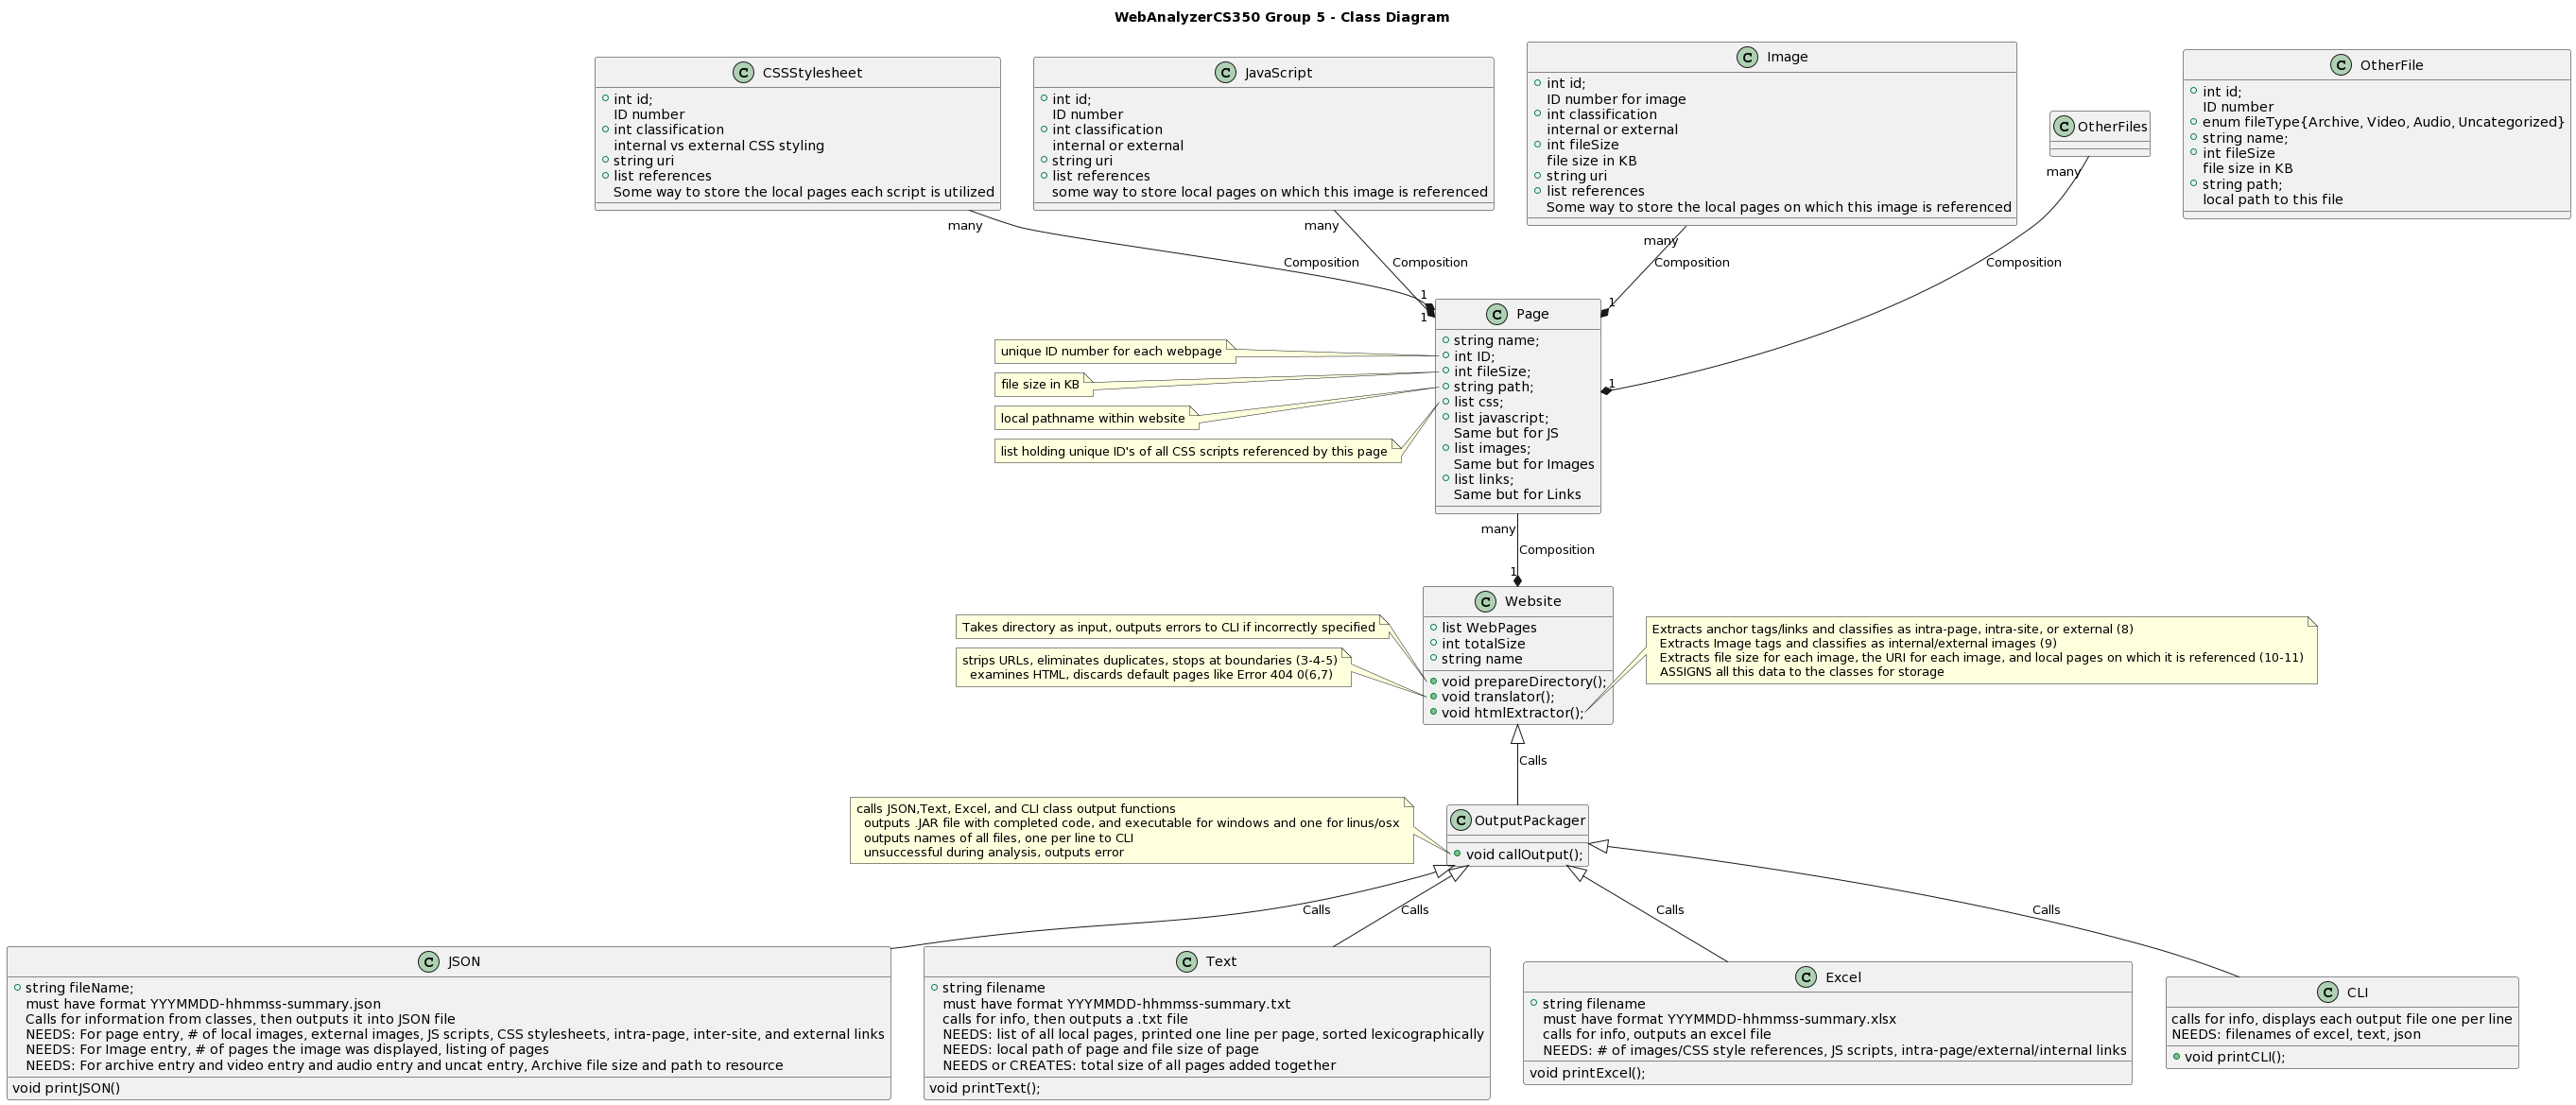 WebAnalyzerCS350 Group 5 - Class Diagram
C CSSStylesheet
int id;
ID number
int classification
internal vs external CSS styling
string uri
list references
Some way to store the local pages each script is utilized
C JavaScript
int id;
ID number
int classification
internal or external
string uri
list references
some way to store local pages on which this image is referenced
C Image
int id;
ID number for image
int classification
internal or external
int fileSize
file size in KB
string uri
list references
Some way to store the local pages on which this image is referenced
C OtherFiles
C OtherFile
int id;
ID number
enum fileType{Archive, Video, Audio, Uncategorized}
string name;
int fileSize
file size in KB
string path;
local path to this file
many
many
many
many
Composition
Composition
Composition
Composition
1
1
1
1
C Page
string name;
int ID;
int fileSize;
string path;
list css;
list javascript;
Same but for JS
list images;
Same but for Images
list links;
Same but for Links
unique ID number for each webpage
file size in KB
local pathname within website
list holding unique ID's of all CSS scripts referenced by this page
many
Composition
1
C Website
list WebPages
int totalSize
string name
void prepareDirectory();
void translator();
void htmlExtractor();
Takes directory as input, outputs errors to CLI if incorrectly specified
strips URLs, eliminates duplicates, stops at boundaries (3-4-5)
examines HTML, discards default pages like Error 404 0(6,7)
Extracts anchor tags/links and classifies as intra-page, intra-site, or external (8)
Extracts Image tags and classifies as internal/external images (9)
Extracts file size for each image, the URI for each image, and local pages on which it is referenced (10-11)
ASSIGNS all this data to the classes for storage
Calls
calls JSON,Text, Excel, and CLI class output functions
outputs .JAR file with completed code, and executable for windows and one for linus/osx
outputs names of all files, one per line to CLI
unsuccessful during analysis, outputs error
C OutputPackager
void callOutput();
Calls
Calls
Calls
Calls
C JSON
string fileName;
must have format YYYMMDD-hhmmss-summary.json
Calls for information from classes, then outputs it into JSON file
NEEDS: For page entry, # of local images, external images, JS scripts, CSS stylesheets, intra-page, inter-site, and external links
NEEDS: For Image entry, # of pages the image was displayed, listing of pages
NEEDS: For archive entry and video entry and audio entry and uncat entry, Archive file size and path to resource
void printJSON()
C Text
string filename
must have format YYYMMDD-hhmmss-summary.txt
calls for info, then outputs a .txt file
NEEDS: list of all local pages, printed one line per page, sorted lexicographically
NEEDS: local path of page and file size of page
NEEDS or CREATES: total size of all pages added together
void printText();
C Excel
string filename
must have format YYYMMDD-hhmmss-summary.xlsx
calls for info, outputs an excel file
NEEDS: # of images/CSS style references, JS scripts, intra-page/external/internal links
void printExcel();
C CLI
calls for info, displays each output file one per line
NEEDS: filenames of excel, text, json
void printCLI();